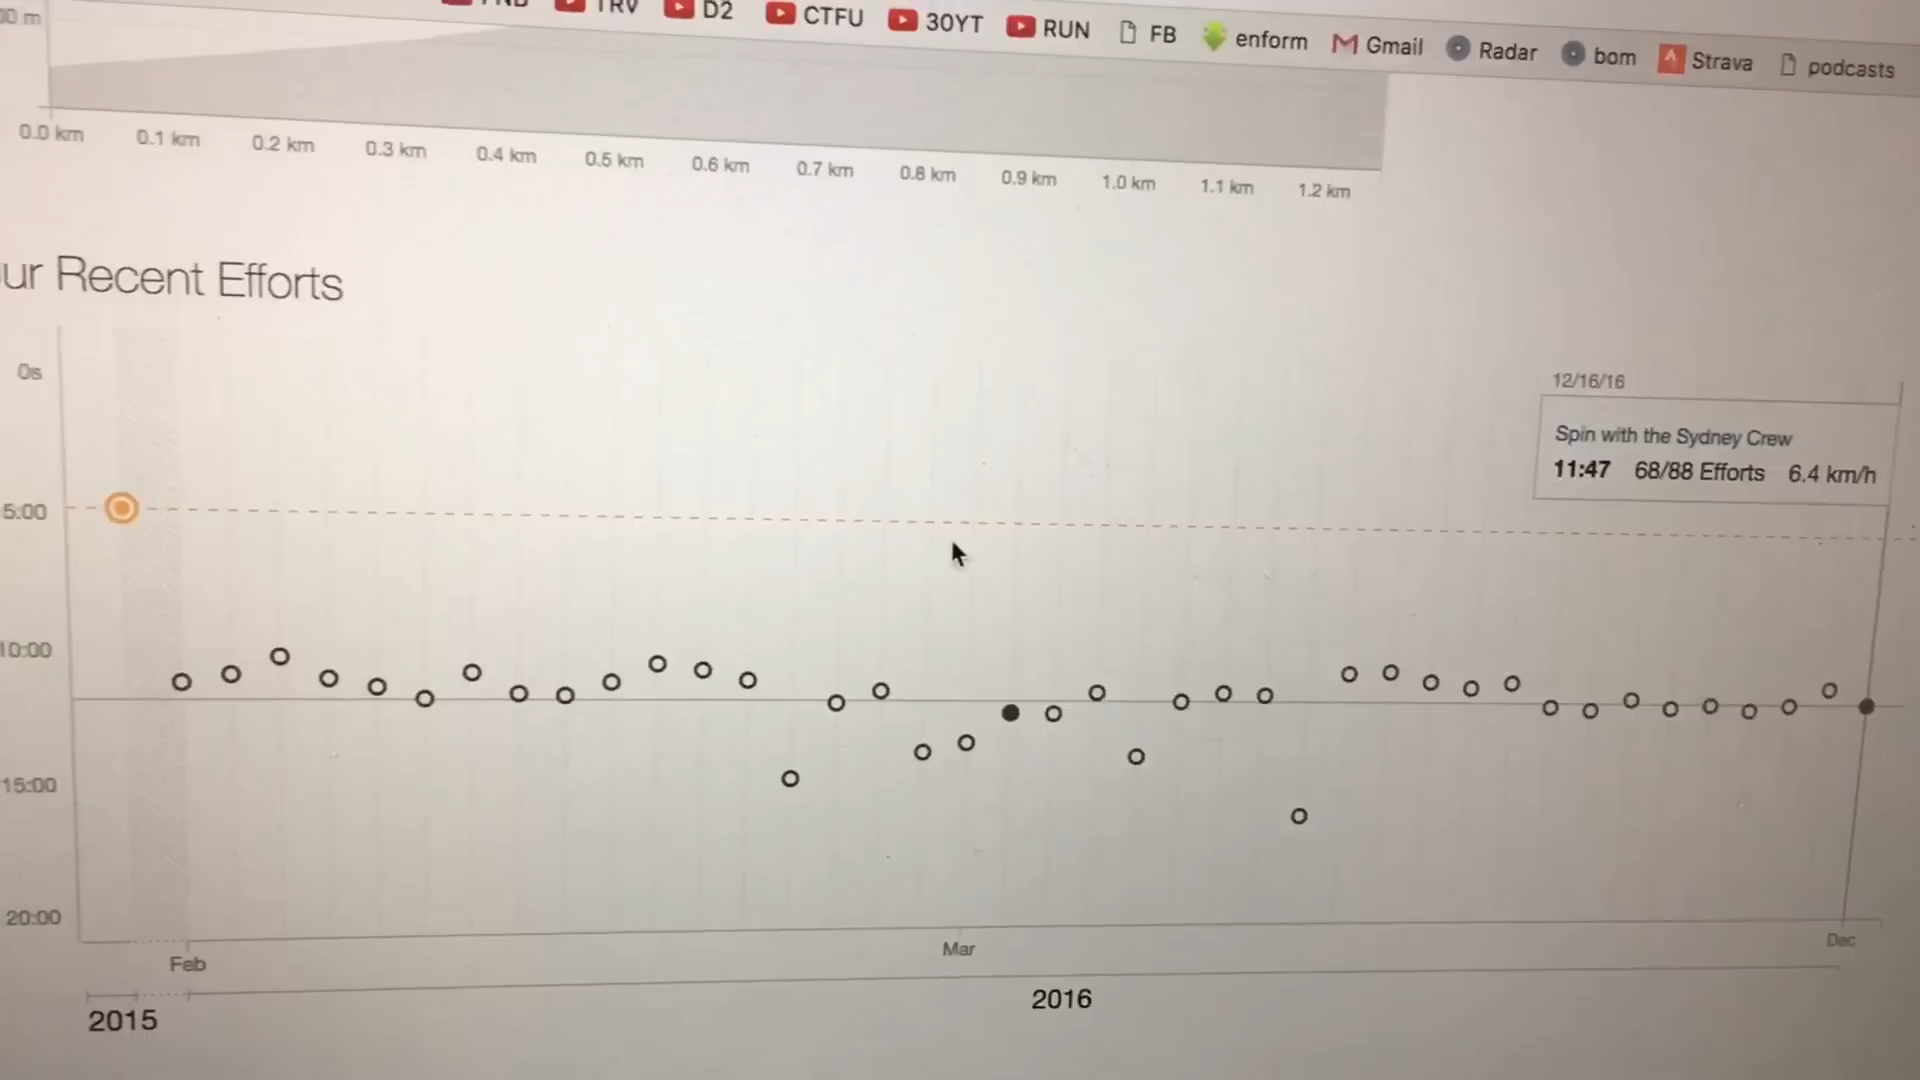 TRV D2 CTFU 30YT RUN FB enform Gmail Radar bom Strava podcasts
0.0 km 0.1 km 0.2 km 0.3 km 0.4 km 0.5 km 0.6 km 0.7 km 0.8 km 0.9 km 1.0 km 1.1 km 1.2 km
ur Recent Efforts
0s
12/16/16
Spin with the Sydney Crew
11:47 68/88 Efforts 6.4 km/h
5:00
10:00
15:00
20:00
Feb Mar Dec
2015 2016